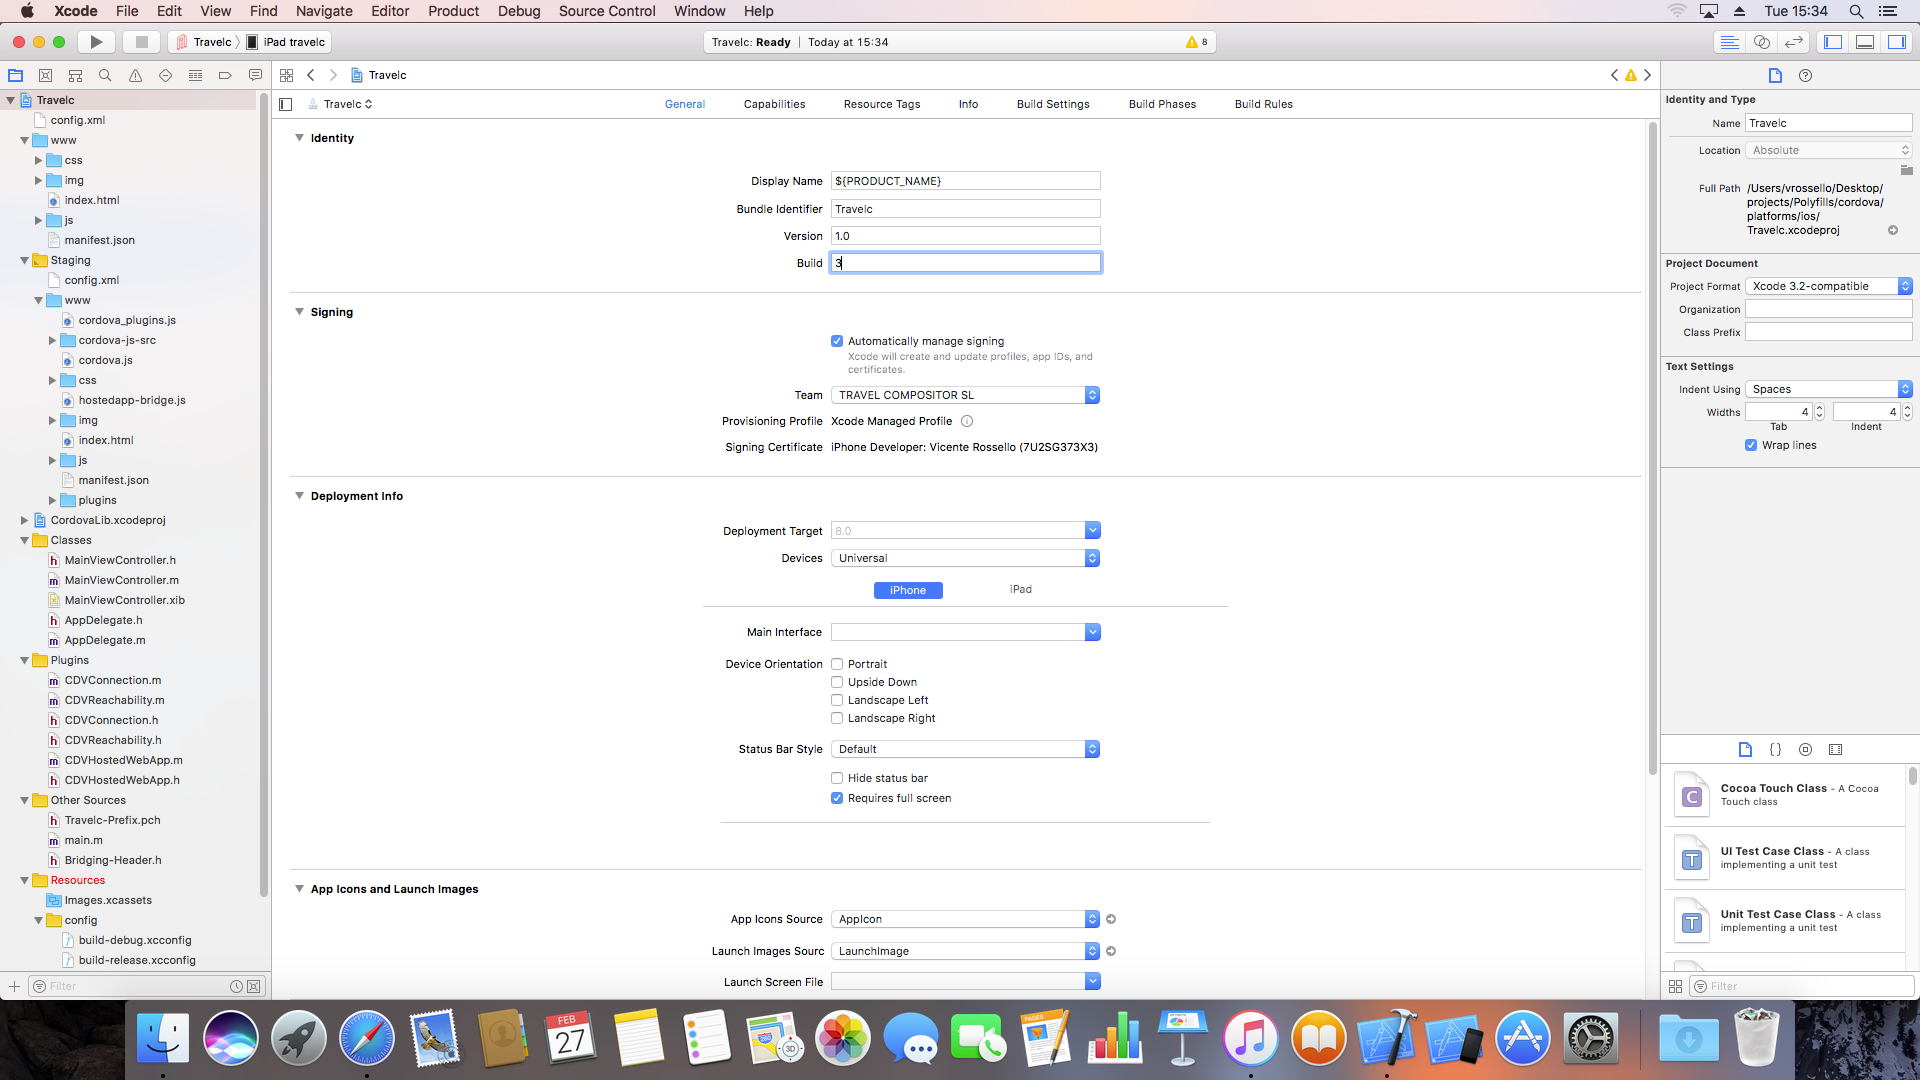 Xcode File Edit View Find Navigate Editor Product Debug Source Control Window Help Tue 15:34
Travelc iPad travelc Travelc: Ready Today at 15:34 8
Travelc
Travelc General Capabilities Resource Tags Info Build Settings Build Phases Build Rules
Travelc
config.xml
www
css
img
index.html
js
manifest.json
Staging
config.xml
www
cordova_plugins.js
cordova-js-src
cordova.js
css
hostedapp-bridge.js
img
index.html
js
manifest.json
plugins
CordovaLib.xcodeproj
Classes
MainViewController.h
MainViewController.m
MainViewController.xib
AppDelegate.h
AppDelegate.m
Plugins
CDVConnection.m
CDVReachability.m
CDVConnection.h
CDVReachability.h
CDVHostedWebApp.m
CDVHostedWebApp.h
Other Sources
Travelc-Prefix.pch
main.m
Bridging-Header.h
Resources
Images.xcassets
config
build-debug.xcconfig
build-release.xcconfig
Filter
Identity
Display Name ${PRODUCT_NAME}
Bundle Identifier Travelc
Version 1.0
Build 3
Signing
Automatically manage signing
Xcode will create and update profiles, app IDs, and
certificates.
Team TRAVEL COMPOSITOR SL
Provisioning Profile Xcode Managed Profile
Signing Certificate iPhone Developer: Vicente Rossello (7U2SG373X3)
Deployment Info
Deployment Target 8.0
Devices Universal
iPhone iPad
Main Interface
Device Orientation Portrait
Upside Down
Landscape Left
Landscape Right
Status Bar Style Default
Hide status bar
Requires full screen
App Icons and Launch Images
App Icons Source AppIcon
Launch Images Sourc LaunchImage
Launch Screen File
Identity and Type
Name Travelc
Location Absolute
Full Path /Users/vrossello/Desktop/
projects/Polyfills/cordova/
platforms/ios/
Travelc.xcodeproj
Project Document
Project Format Xcode 3.2-compatible
Organization
Class Prefix
Text Settings
Indent Using Spaces
Widths 4 4
Tab Indent
Wrap lines
C Cocoa Touch Class - A Cocoa
Touch class
T UI Test Case Class - A class
implementing a unit test
T Unit Test Case Class - A class
implementing a unit test
Filter
FEB
27
PAGES
280
3D